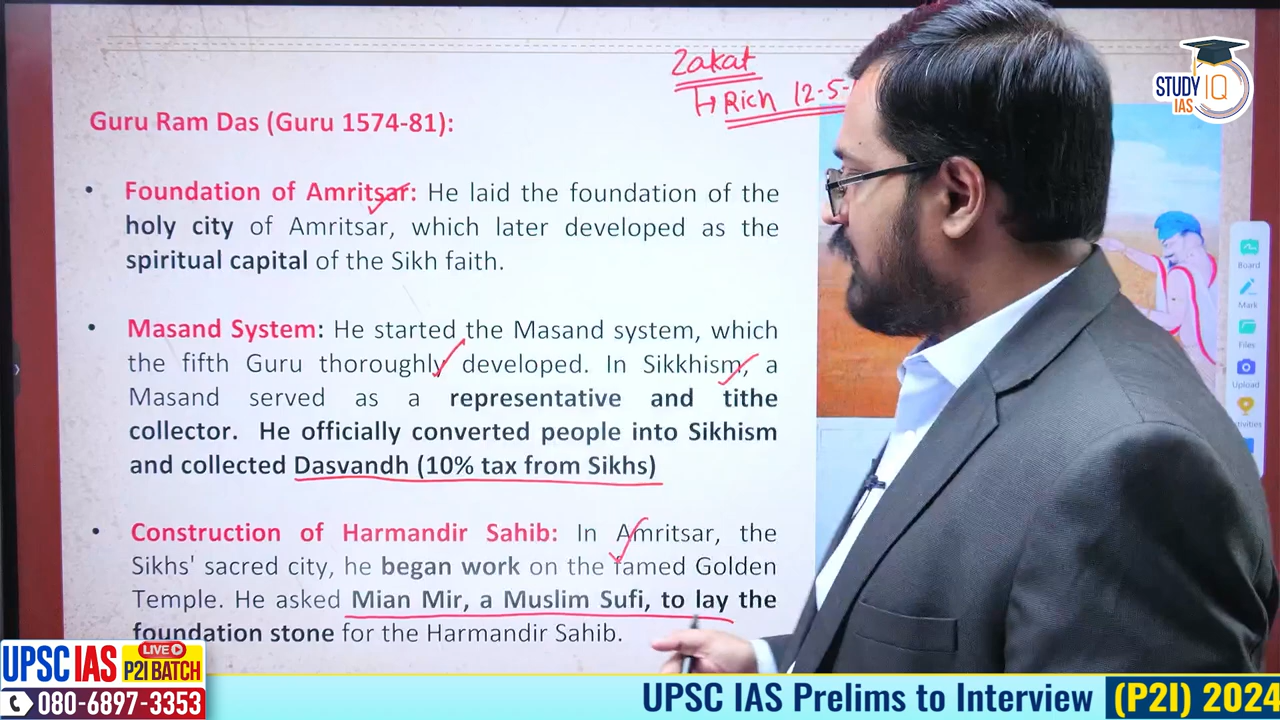 Zakat
Rich 12-5-
STUDY IQ
IAS
Guru Ram Das (Guru 1574-81):
• Foundation of Amritsar: He laid the foundation of the
holy city of Amritsar, which later developed as the
spiritual capital of the Sikh faith.
• Masand System: He started the Masand system, which
the fifth Guru thoroughly developed. In Sikkhism, a
Masand served as a representative and tithe
collector. He officially converted people into Sikhism
and collected Dasvandh (10% tax from Sikhs)
• Construction of Harmandir Sahib: In Amritsar, the
Sikhs' sacred city, he began work on the famed Golden
Temple. He asked Mian Mir, a Muslim Sufi, to lay the
foundation stone for the Harmandir Sahib.
Board
Mark
Files
Upload
UPSC IAS LIVE P2I BATCH
080-6897-3353
UPSC IAS Prelims to Interview (P2I) 2024